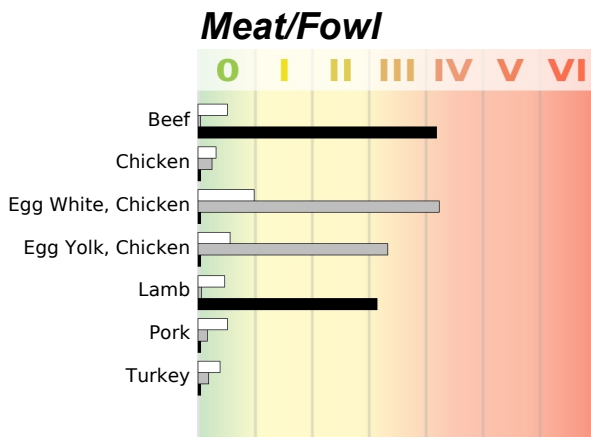 Meat/Fowl
0 I II III IV V VI
Beef
Chicken
Egg White, Chicken
Egg Yolk, Chicken
Lamb
Pork
Turkey